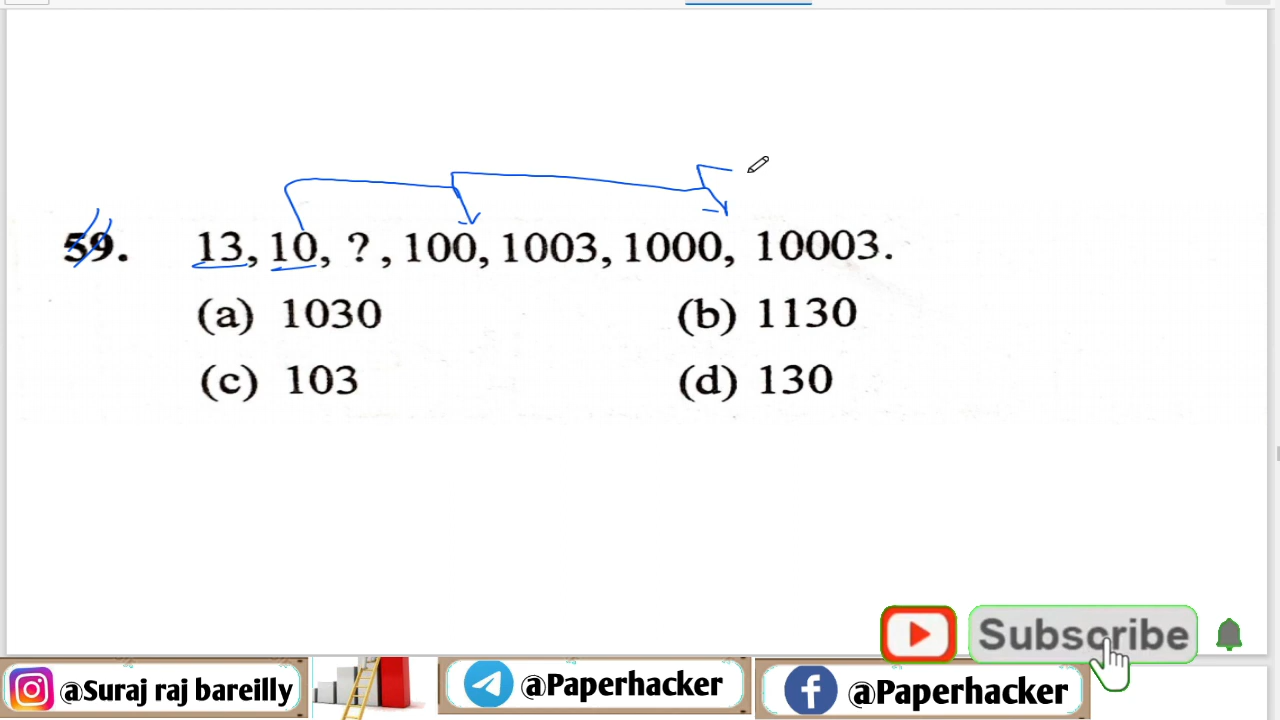 59. 13, 10, ?, 100, 1003, 1000, 10003.
(a) 1030 (b) 1130
(c) 103 (d) 130
Subscribe
@Suraj raj bareilly @Paperhacker @Paperhacker